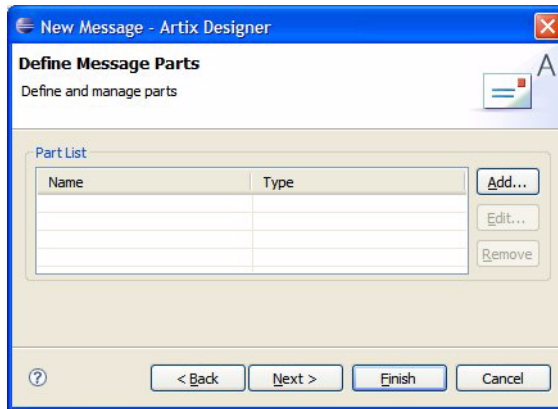 New Message - Artix Designer
Define Message Parts
Define and manage parts
A
Part List
Name Type
Add...
Edit...
Remove
? < Back Next > Finish Cancel